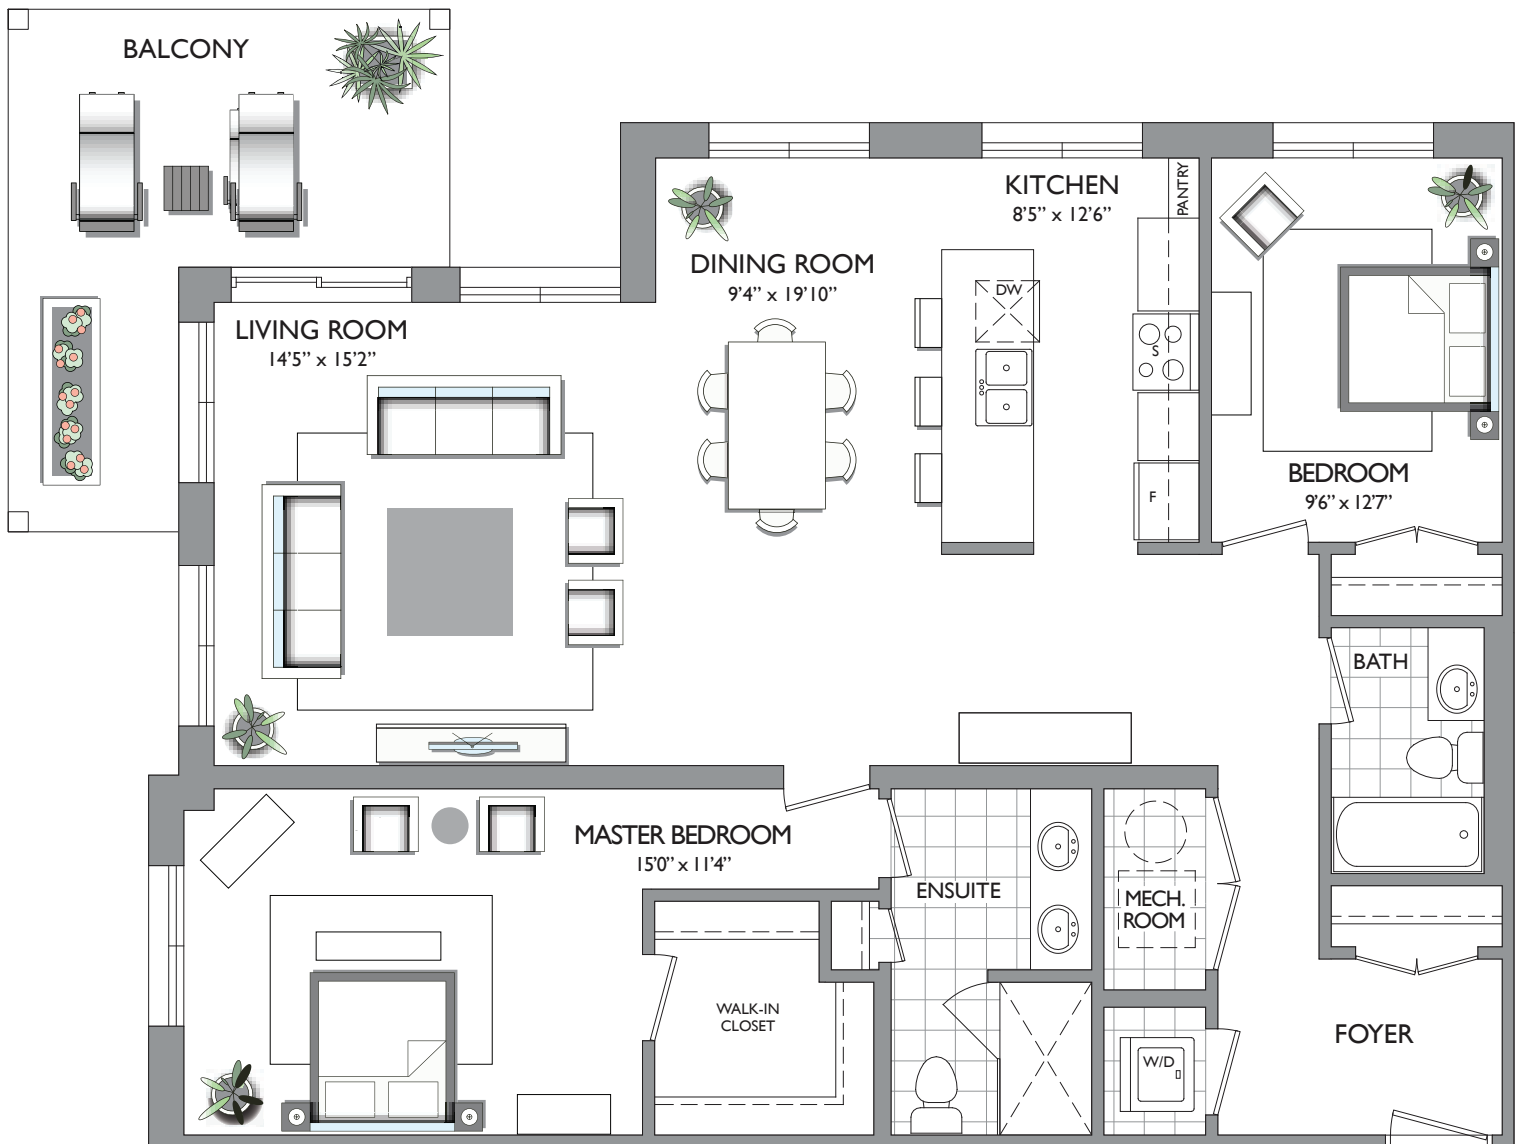 BALCONY
KITCHEN
8'5” x 12'6”
PANTRY
DINING ROOM
9'4” x 19'10”
DW
LIVING ROOM
14'5” x 15'2”
S
F
BEDROOM
9'6” x 12'7”
BATH
MASTER BEDROOM
15'0” x 11'4”
ENSUITE
MECH.
ROOM
WALK-IN
CLOSET
FOYER
W/D